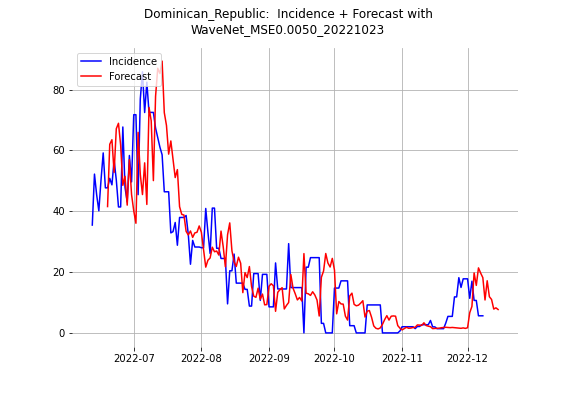 Dominican_Republic:  Incidence + Forecast with
WaveNet_MSE0.0050_20221023
Incidence
Forecast
80
60
40
20
0
2022-07 2022-08 2022-09 2022-10 2022-11 2022-12